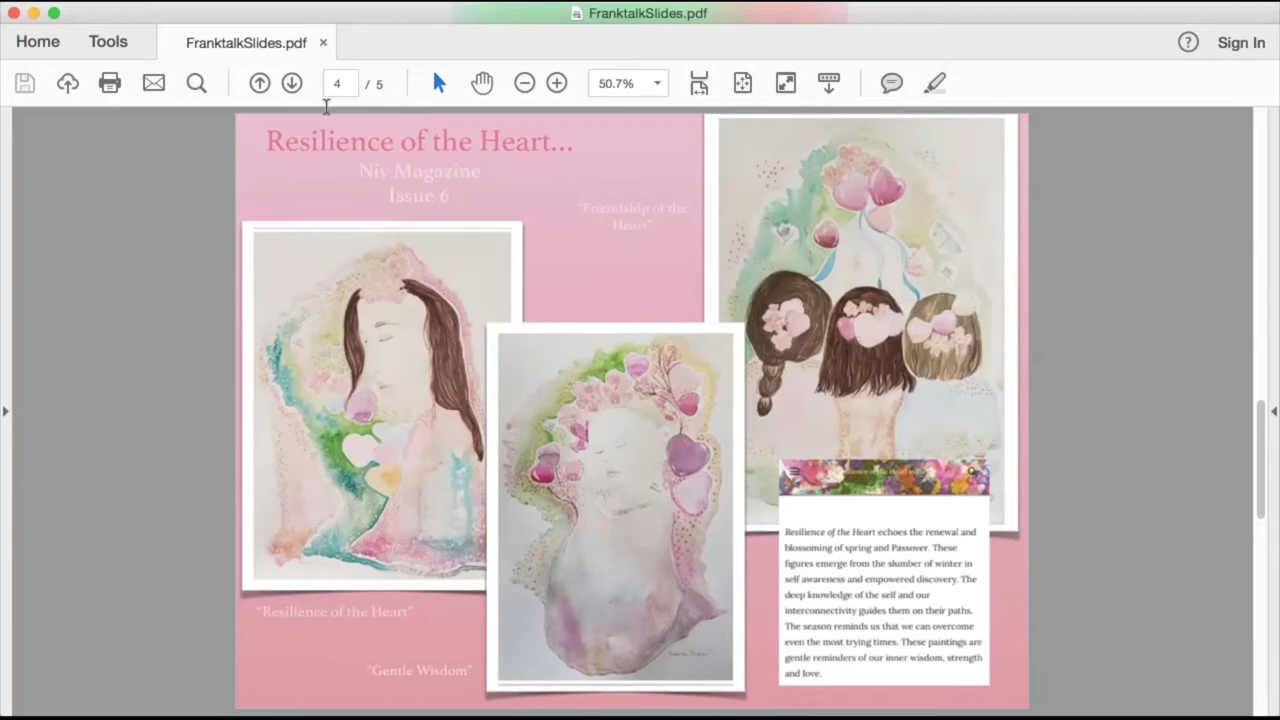 FranktalkSlides.pdf
Home
Tools
FranktalkSlides.pdf ×
? Sign In
4 / 5
50.7%
Resilience of the Heart...
Niv Magazine
Issue 6
"Friendship of the
Heart"
Resilience of the Heart echoes the renewal and
blossoming of spring and Passover. These
figures emerge from the slumber of winter in
self awareness and empowered discovery. The
deep knowledge of the self and our
interconnectivity guides them on their paths.
The season reminds us that we can overcome
even the most trying times. These paintings are
gentle reminders of our inner wisdom, strength
and love.
"Resilience of the Heart"
"Gentle Wisdom"